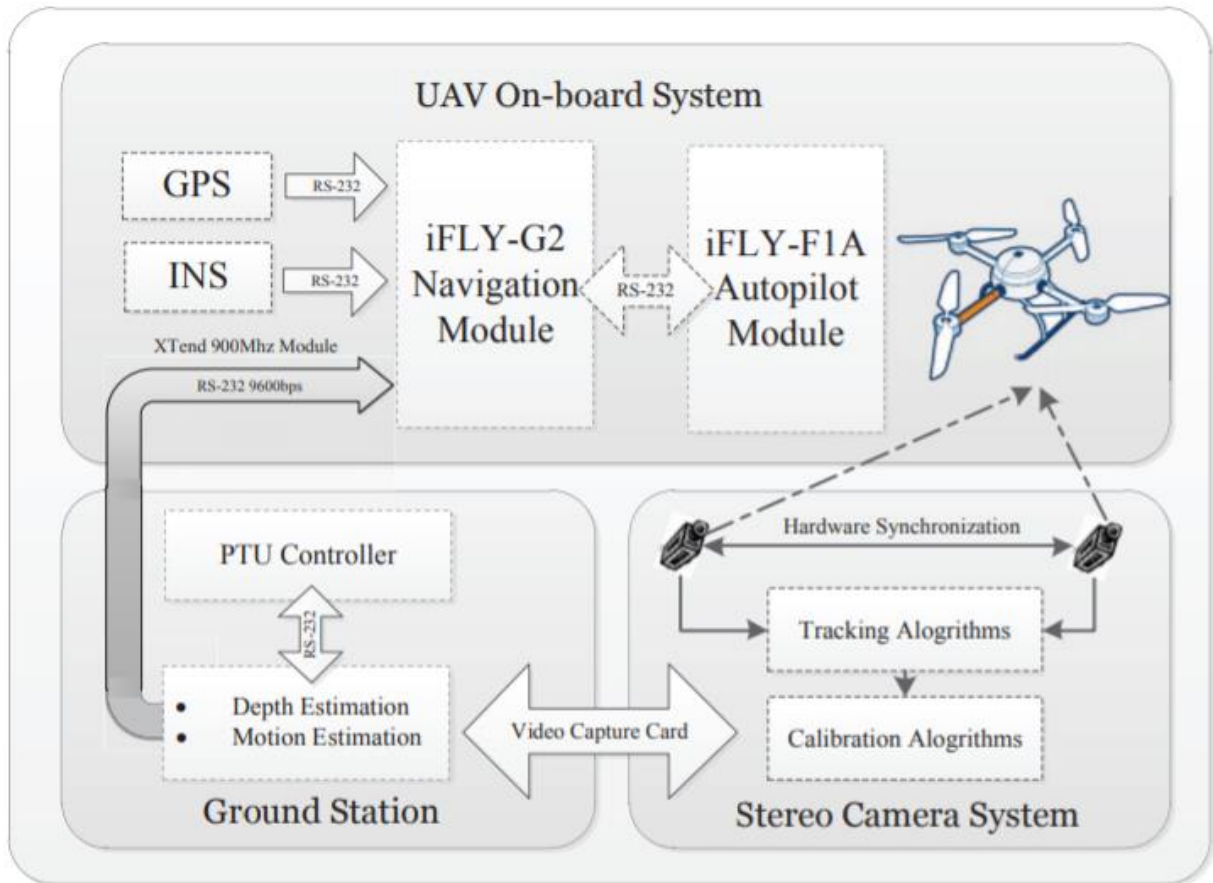 UAV On-board System
GPS
RS-232
INS
RS-232
iFLY-G2
Navigation
Module
RS-232
iFLY-F1A
Autopilot
Module
XTend 900Mhz Module
RS-232 9600bps
PTU Controller
RS-232
• Depth Estimation
• Motion Estimation
Ground Station
Video Capture Card
Hardware Synchronization
Tracking Alogrithms
Calibration Alogrithms
Stereo Camera System